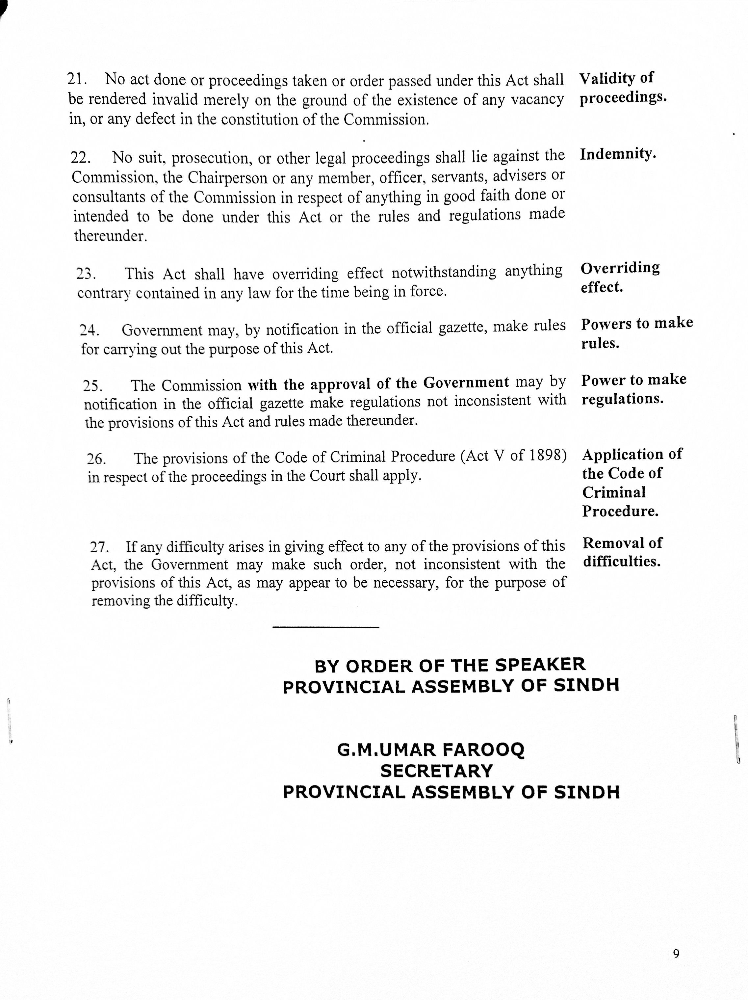 21. No act done or proceedings taken or order passed under this Act shall
be rendered invalid merely on the ground of the existence of any vacancy
in, or any defect in the constitution of the Commission.
Validity of
proceedings.
22. No suit, prosecution, or other legal proceedings shall lie against the
Commission, the Chairperson or any member, officer, servants, advisers or
consultants of the Commission in respect of anything in good faith done or
intended to be done under this Act or the rules and regulations made
thereunder.
Indemnity.
23. This Act shall have overriding effect notwithstanding anything
contrary contained in any law for the time being in force.
Overriding
effect.
24. Government may, by notification in the official gazette, make rules
for carrying out the purpose of this Act.
Powers to make
rules.
25. The Commission with the approval of the Government may by
notification in the official gazette make regulations not inconsistent with
the provisions of this Act and rules made thereunder.
Power to make
regulations.
26. The provisions of the Code of Criminal Procedure (Act V of 1898)
in respect of the proceedings in the Court shall apply.
Application of
the Code of
Criminal
Procedure.
27. If any difficulty arises in giving effect to any of the provisions of this
Act, the Government may make such order, not inconsistent with the
provisions of this Act, as may appear to be necessary, for the purpose of
removing the difficulty.
Removal of
difficulties.
BY ORDER OF THE SPEAKER
PROVINCIAL ASSEMBLY OF SINDH
G.M.UMAR FAROOQ
SECRETARY
PROVINCIAL ASSEMBLY OF SINDH
9